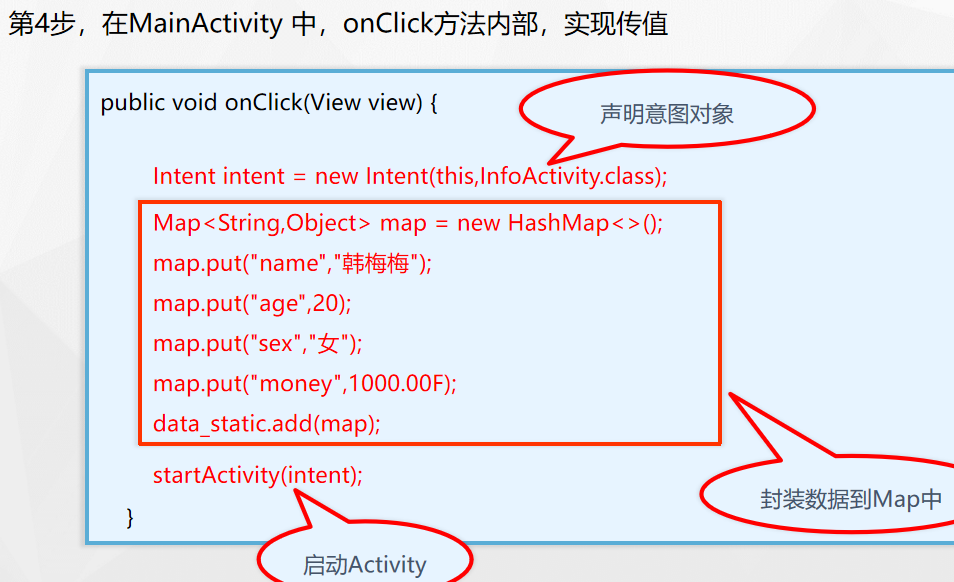 第4步，在MainActivity 中，onClick方法内部，实现传值
public void onClick(View view) {
声明意图对象
Intent intent = new Intent(this,InfoActivity.class);
Map<String,Object> map = new HashMap<>();
map.put("name","韩梅梅");
map.put("age",20);
map.put("sex","女");
map.put("money",1000.00F);
data_static.add(map);
startActivity(intent);
封装数据到Map中
}
启动Activity